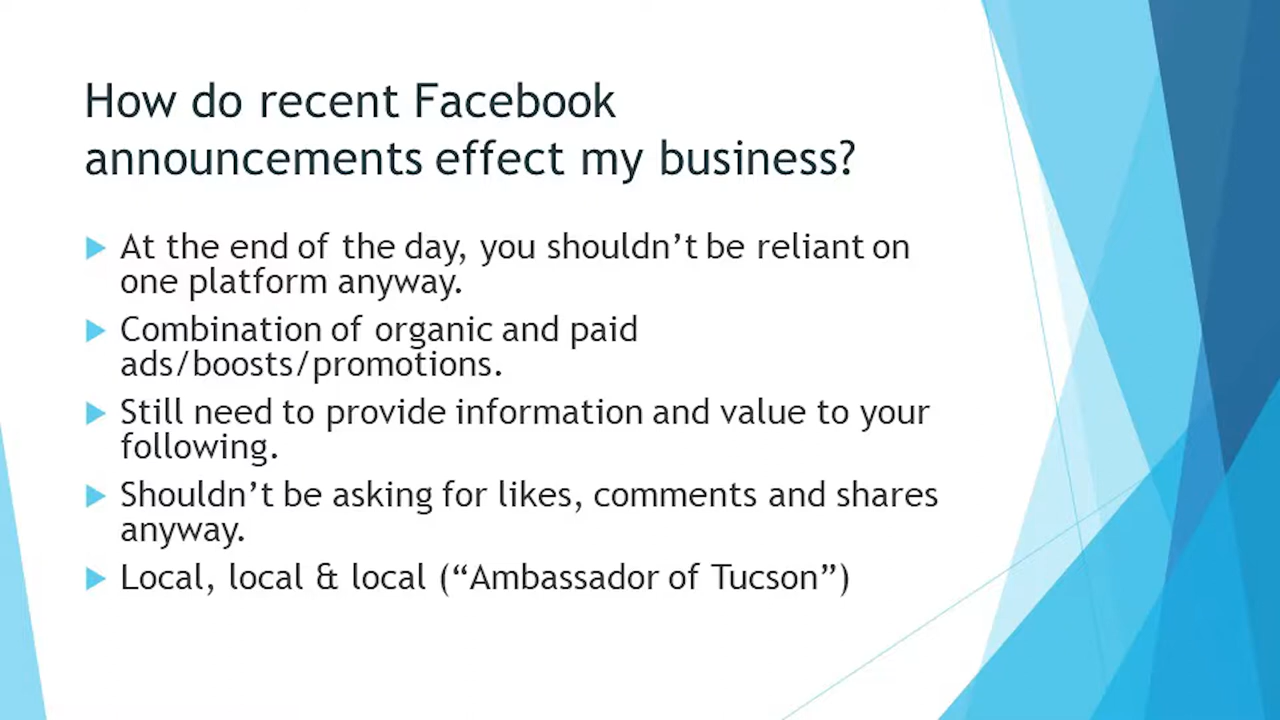 How do recent Facebook
announcements effect my business?
At the end of the day, you shouldn’t be reliant on
one platform anyway.
Combination of organic and paid
ads/boosts/promotions.
Still need to provide information and value to your
following.
Shouldn’t be asking for likes, comments and shares
anyway.
Local, local & local (“Ambassador of Tucson”)